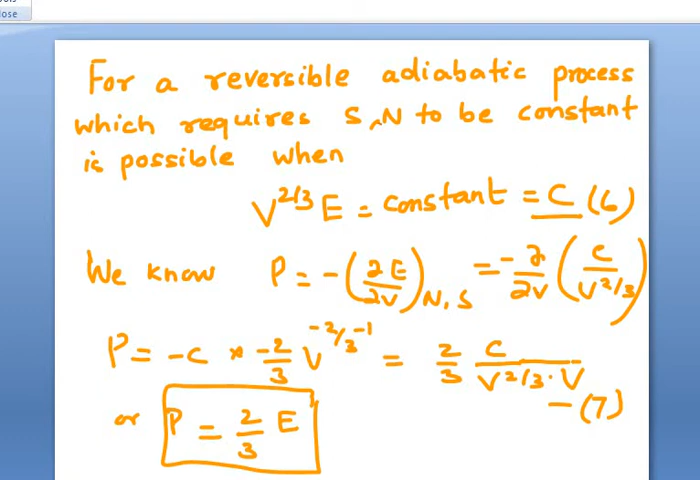 lose
For a reversible adiabatic process
which requires S, N to be constant
is possible when
V^2/3 E = constant = C (6)
We know P = -(∂E/∂V)N,S = -∂/∂V (C/V^2/3)
P = -C × -2/3 V^-2/3-1 = 2/3 C/V^2/3·V
- (7)
or P = 2/3 E